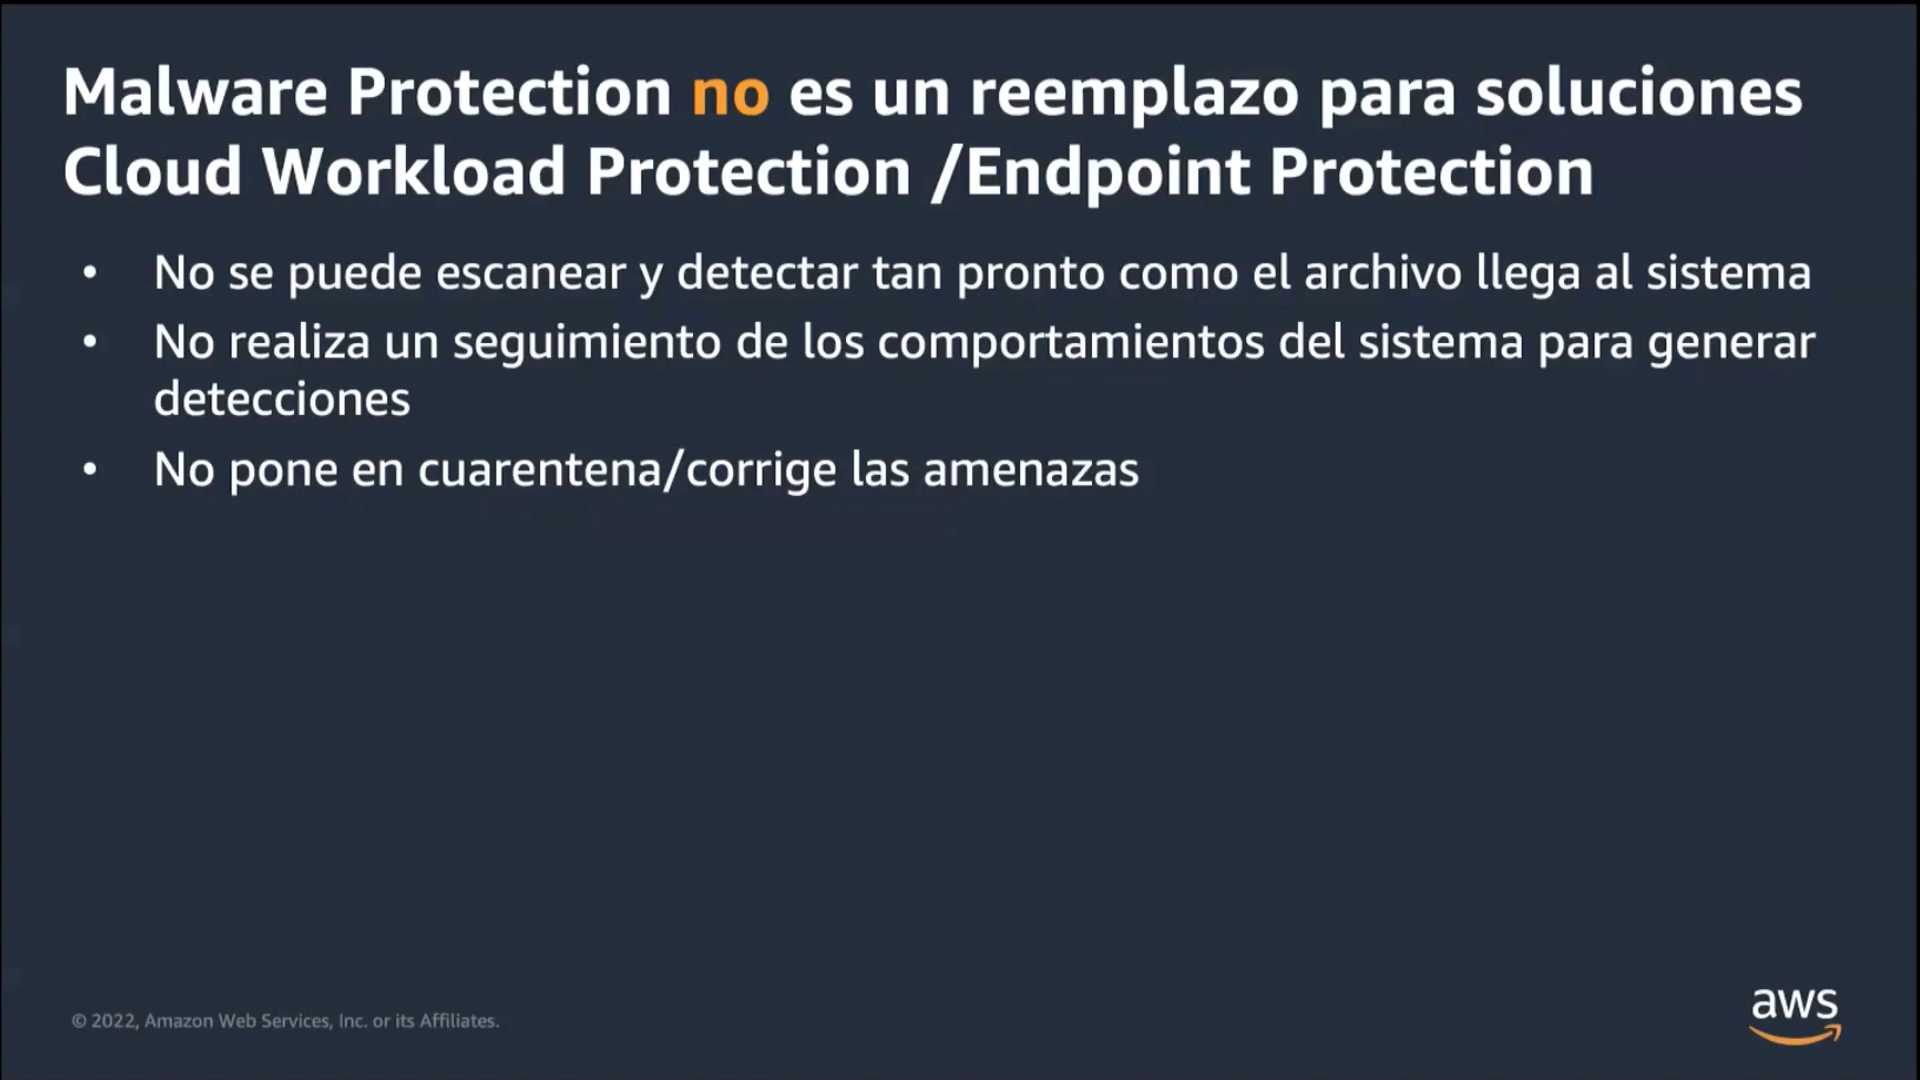 Malware Protection no es un reemplazo para soluciones
Cloud Workload Protection /Endpoint Protection
• No se puede escanear y detectar tan pronto como el archivo llega al sistema
• No realiza un seguimiento de los comportamientos del sistema para generar
detecciones
• No pone en cuarentena/corrige las amenazas
© 2022, Amazon Web Services, Inc. or its Affiliates.
aws